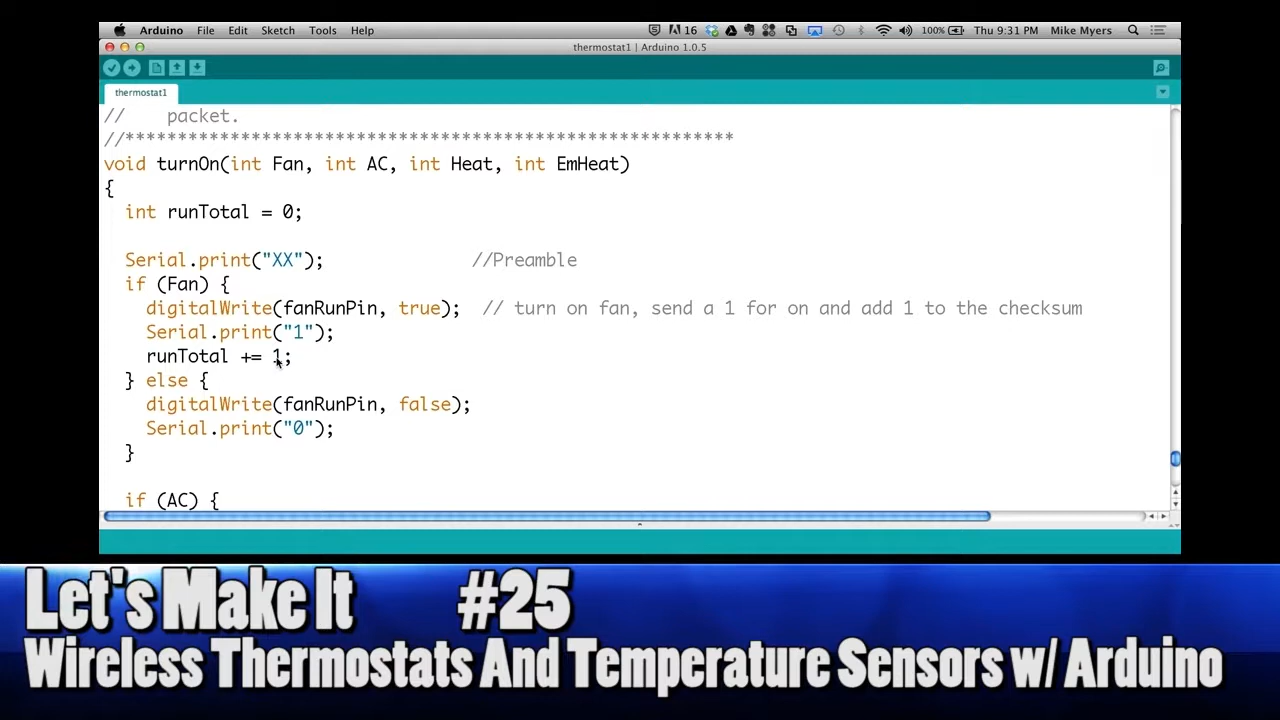 Arduino File Edit Sketch Tools Help 16 100% Thu 9:31 PM Mike Myers
thermostat1 | Arduino 1.0.5
thermostat1
// packet.
//**********************************************************
void turnOn(int Fan, int AC, int Heat, int EmHeat)
{
int runTotal = 0;
Serial.print("XX"); //Preamble
if (Fan) {
digitalWrite(fanRunPin, true); // turn on fan, send a 1 for on and add 1 to the checksum
Serial.print("1");
runTotal += 1;
} else {
digitalWrite(fanRunPin, false);
Serial.print("0");
}
if (AC) {
Let's Make It #25
Wireless Thermostats And Temperature Sensors w/ Arduino